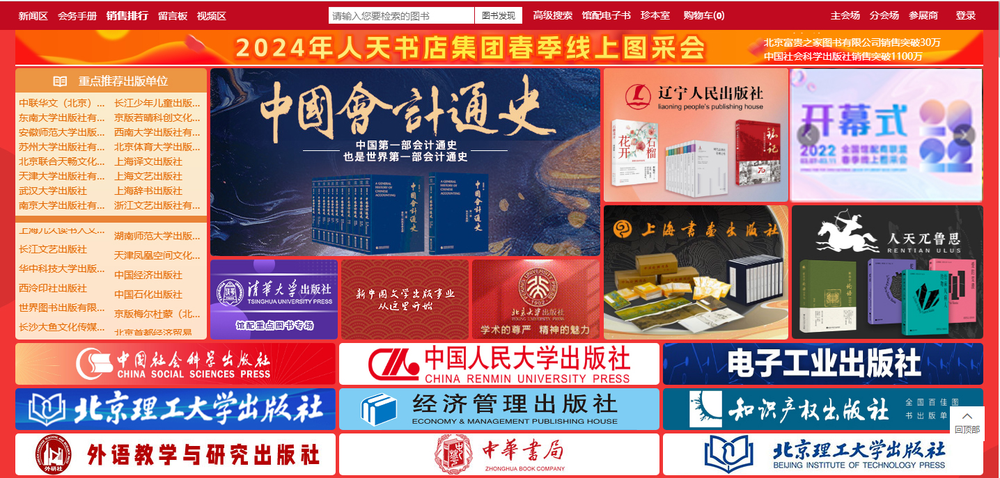 新闻区 会务手册 销售排行 留言板 视频区 请输入您要检索的图书 图书发现 高级搜索 馆配电子书 珍本室 购物车(0) 主会场 分会场 参展商 登录
2024年人天书店集团春季线上图采会
北京富贵之家图书有限公司销售突破30万
中国社会科学出版社销售突破1100万
重点推荐出版单位
中联华文（北京）... 长江少年儿童出版...
东南大学出版社有... 京版若晴科创文化...
安徽师范大学出版... 西南大学出版社有...
苏州大学出版社有... 北京体育大学出版...
北京联合天畅文化... 上海译文出版社
天津大学出版社有... 上海文艺出版社
武汉大学出版社 上海辞书出版社
南京大学出版社有... 浙江文艺出版社有...
上海九久读书人文... 湖南师范大学出版...
长江文艺出版社 天津凤凰空间文化...
华中科技大学出版... 中国经济出版社
西泠印社出版社 中国石化出版社
世界图书出版有限... 京版梅尔杜蒙（北...
长沙大鱼文化传媒... 北京首都经济贸易
中國會計通史
中国第一部会计通史
也是世界第一部会计通史
A GENERAL HISTORY OF CHINESE ACCOUNTING
中國會計通史
A GENERAL HISTORY OF CHINESE ACCOUNTING
中國會計通史
辽宁人民出版社
liaoning people's publishing house
石榴花开
铭记
70
开幕式
2022 全国馆配商联盟
03.07-03.11 春季线上图采会
上海书画出版社
人天兀鲁思
RENTIAN ULUS
论语
清华大学出版社
TSINGHUA UNIVERSITY PRESS
馆配重点图书专场
新中国文学出版事业
从这里开始
1902
北京大学出版社
PEKING UNIVERSITY PRESS
学术的尊严 精神的魅力
中国社会科学出版社
CHINA SOCIAL SCIENCES PRESS
中国人民大学出版社
CHINA RENMIN UNIVERSITY PRESS
电子工业出版社
北京理工大学出版社
经济管理出版社
ECONOMY & MANAGEMENT PUBLISHING HOUSE
知识产权出版社
全国百佳图
书出版单
回顶部
外研社
外语教学与研究出版社
中華書局
ZHONGHUA BOOK COMPANY
北京理工大学出版社
BEIJING INSTITUTE OF TECHNOLOGY PRESS